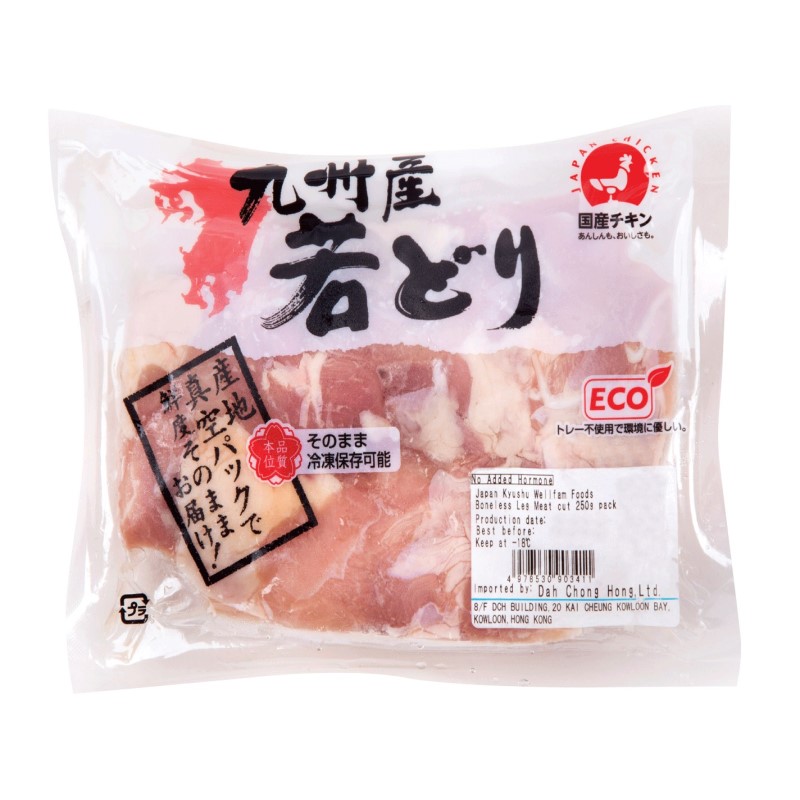 九州産
若どり
JAPAN CHICKEN
国産チキン
あんしんも、おいしさも。
産地
真空パックで
鮮度そのまま
お届け!
本品
位質
そのまま
冷凍保存可能
ECO
トレー不使用で環境に優しい。
No Added Hormone
Japan Kyushu Wellfam Foods
Boneless Leg Meat cut 250g pack
Production date:
Best before:
Keep at -18℃
4 978530 903411
Imported by: Dah Chong Hong,Ltd.
8/F DCH BUILDING,20 KAI CHEUNG KOWLOON BAY,
KOWLOON,HONG KONG
プラ